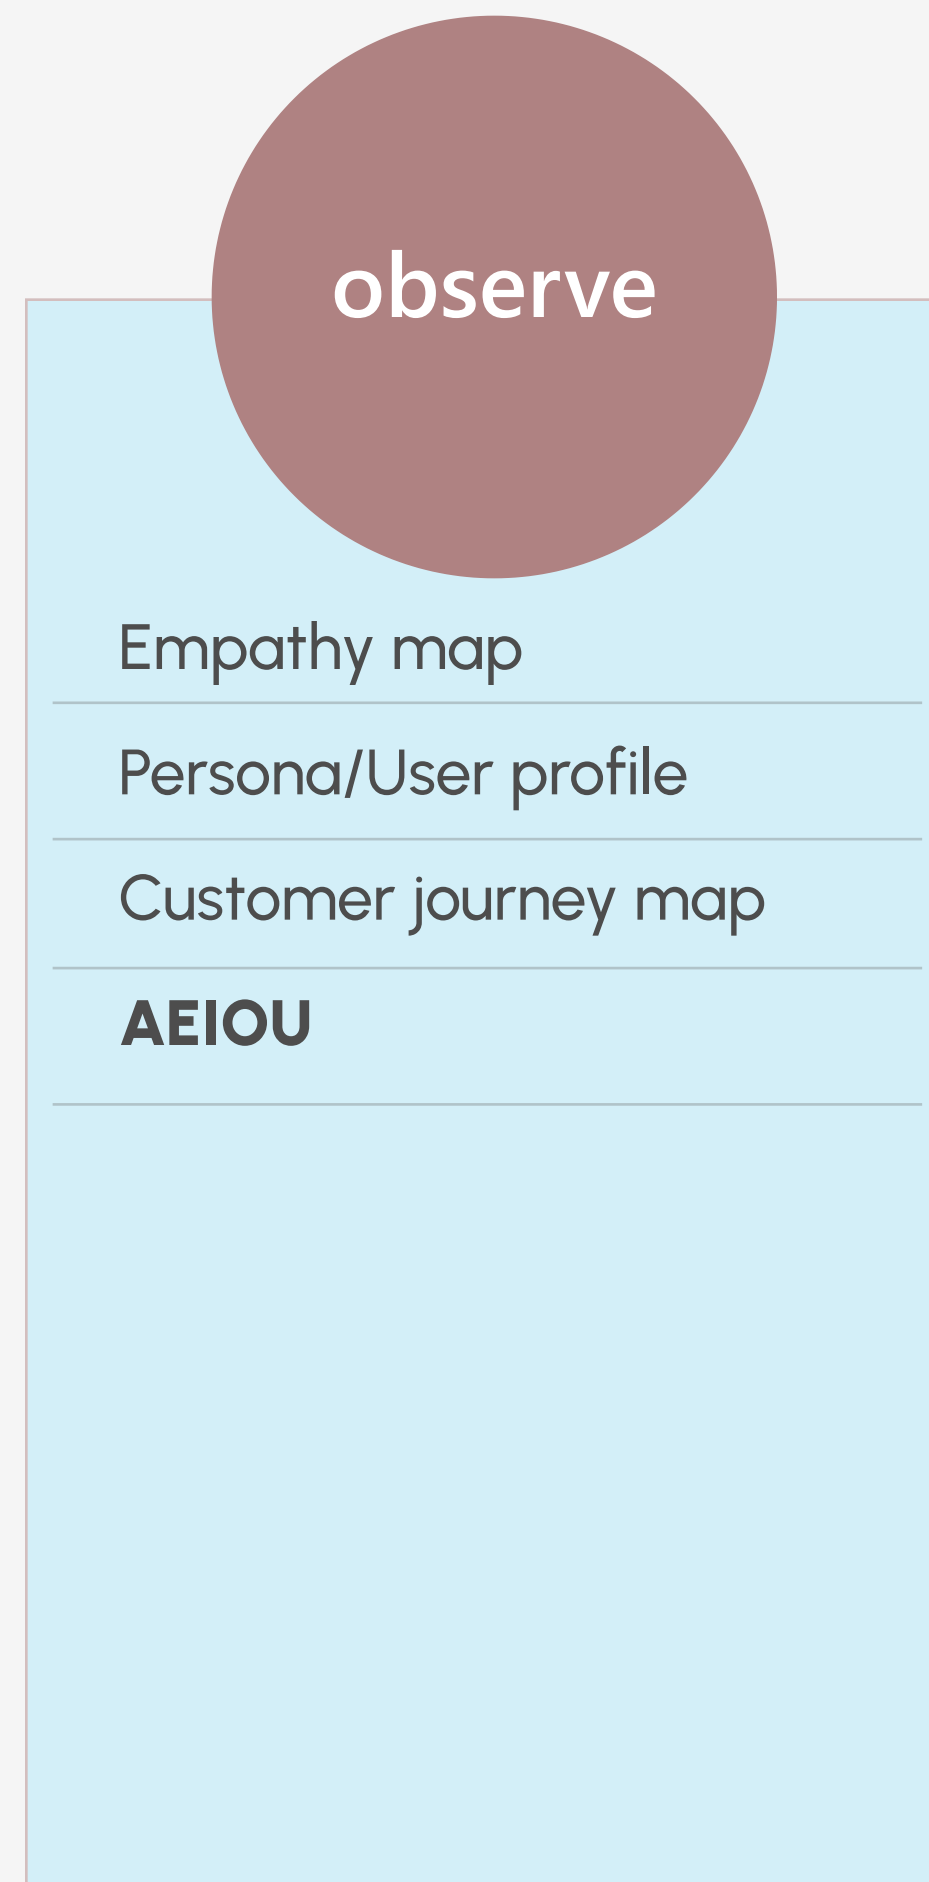 observe
Empathy map
Persona/User profile
Customer journey map
AEIOU